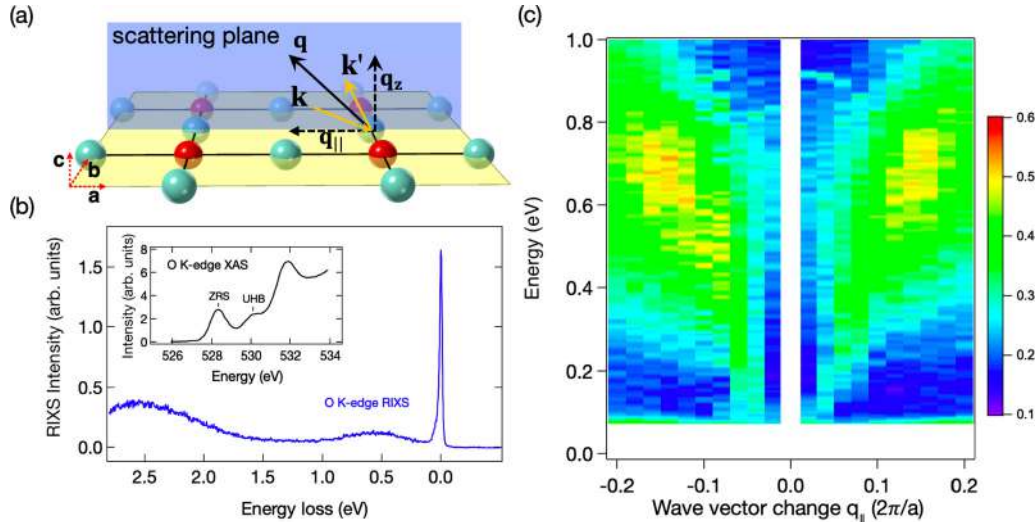 (a)
scattering plane
q
k'
k
q_z
q_||
c
b
a
(b)
RIXS Intensity (arb. units)
1.5
1.0
0.5
0.0
2.5 2.0 1.5 1.0 0.5 0.0
Energy loss (eV)
O K-edge RIXS
Intensity (arb. units)
8
6
4
2
0
O K-edge XAS
ZRS
UHB
526 528 530 532 534
Energy (eV)
(c)
Energy (eV)
1.0
0.8
0.6
0.4
0.2
0.0
-0.2 -0.1 0.0 0.1 0.2
Wave vector change q_|| (2π/a)
0.6
0.5
0.4
0.3
0.2
0.1